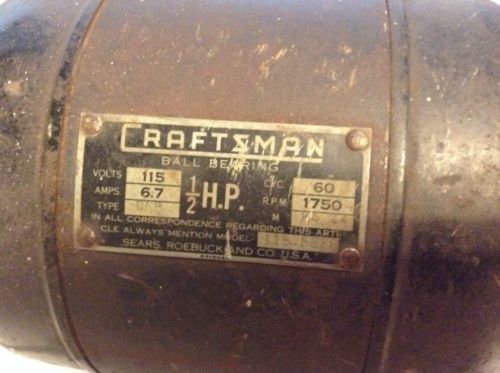 CRAFTSMAN
BALL BEARING
VOLTS 115 1/2 H.P. C/C. 60
AMPS. 6.7 R.P.M 1750
TYPE M
IN ALL CORRESPONDENCE REGARDING THIS ARTI-
CLE ALWAYS MENTION MODEL- 115.
SEARS, ROEBUCK AND CO. U.S.A.